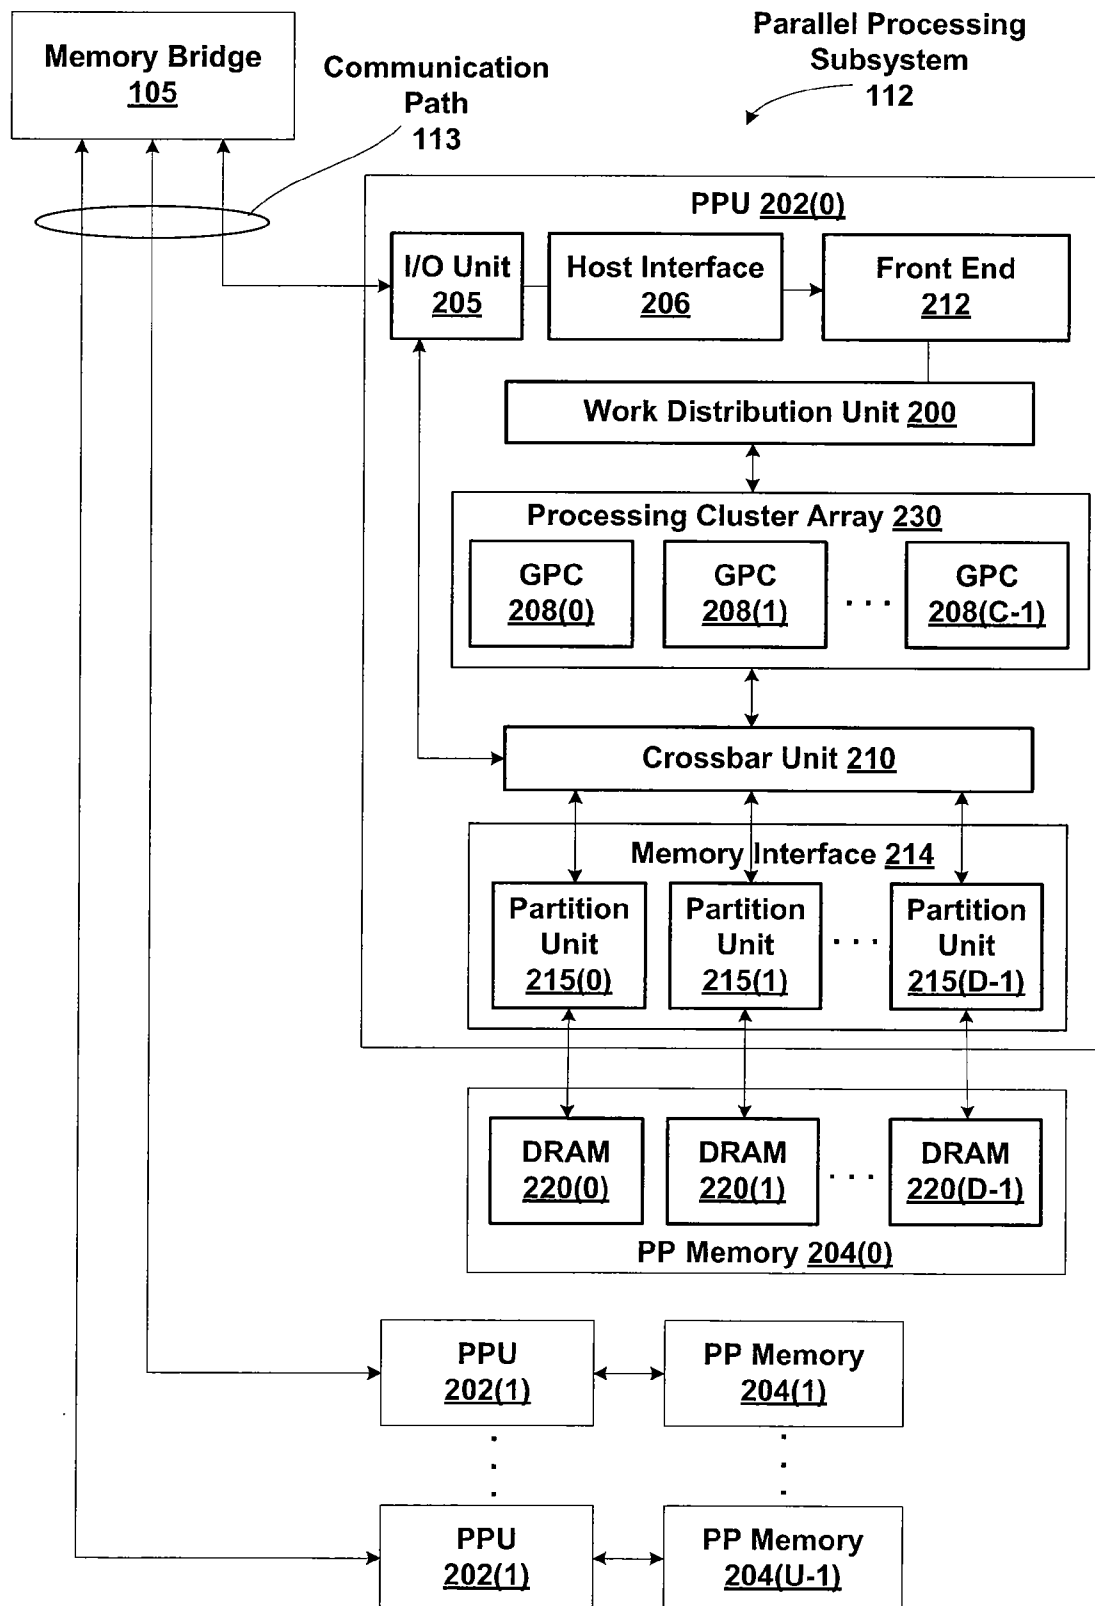 Memory Bridge
105
Communication
Path
113
Parallel Processing
Subsystem
112
PPU 202(0)
I/O Unit
205
Host Interface
206
Front End
212
Work Distribution Unit 200
Processing Cluster Array 230
GPC
208(0)
GPC
208(1)
. . .
GPC
208(C-1)
Crossbar Unit 210
Memory Interface 214
Partition
Unit
215(0)
Partition
Unit
215(1)
. . .
Partition
Unit
215(D-1)
DRAM
220(0)
DRAM
220(1)
. . .
DRAM
220(D-1)
PP Memory 204(0)
PPU
202(1)
PP Memory
204(1)
PPU
202(1)
PP Memory
204(U-1)